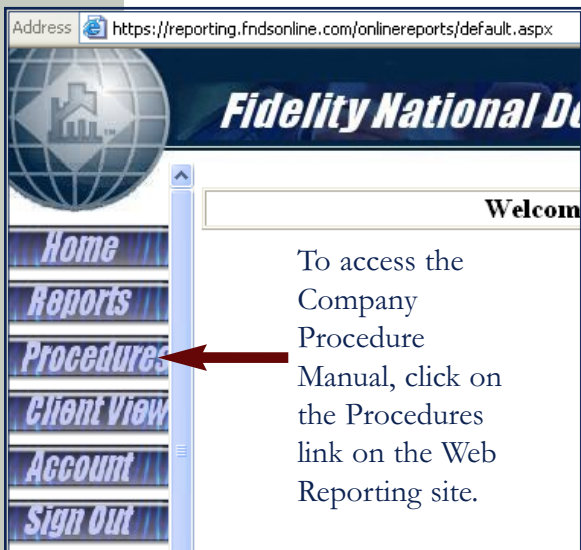 Address https://reporting.fndsonline.com/onlinereports/default.aspx
Fidelity National
Welcom
Home
Reports
Procedures
Client View
Account
Sign Out
To access the
Company
Procedure
Manual, click on
the Procedures
link on the Web
Reporting site.